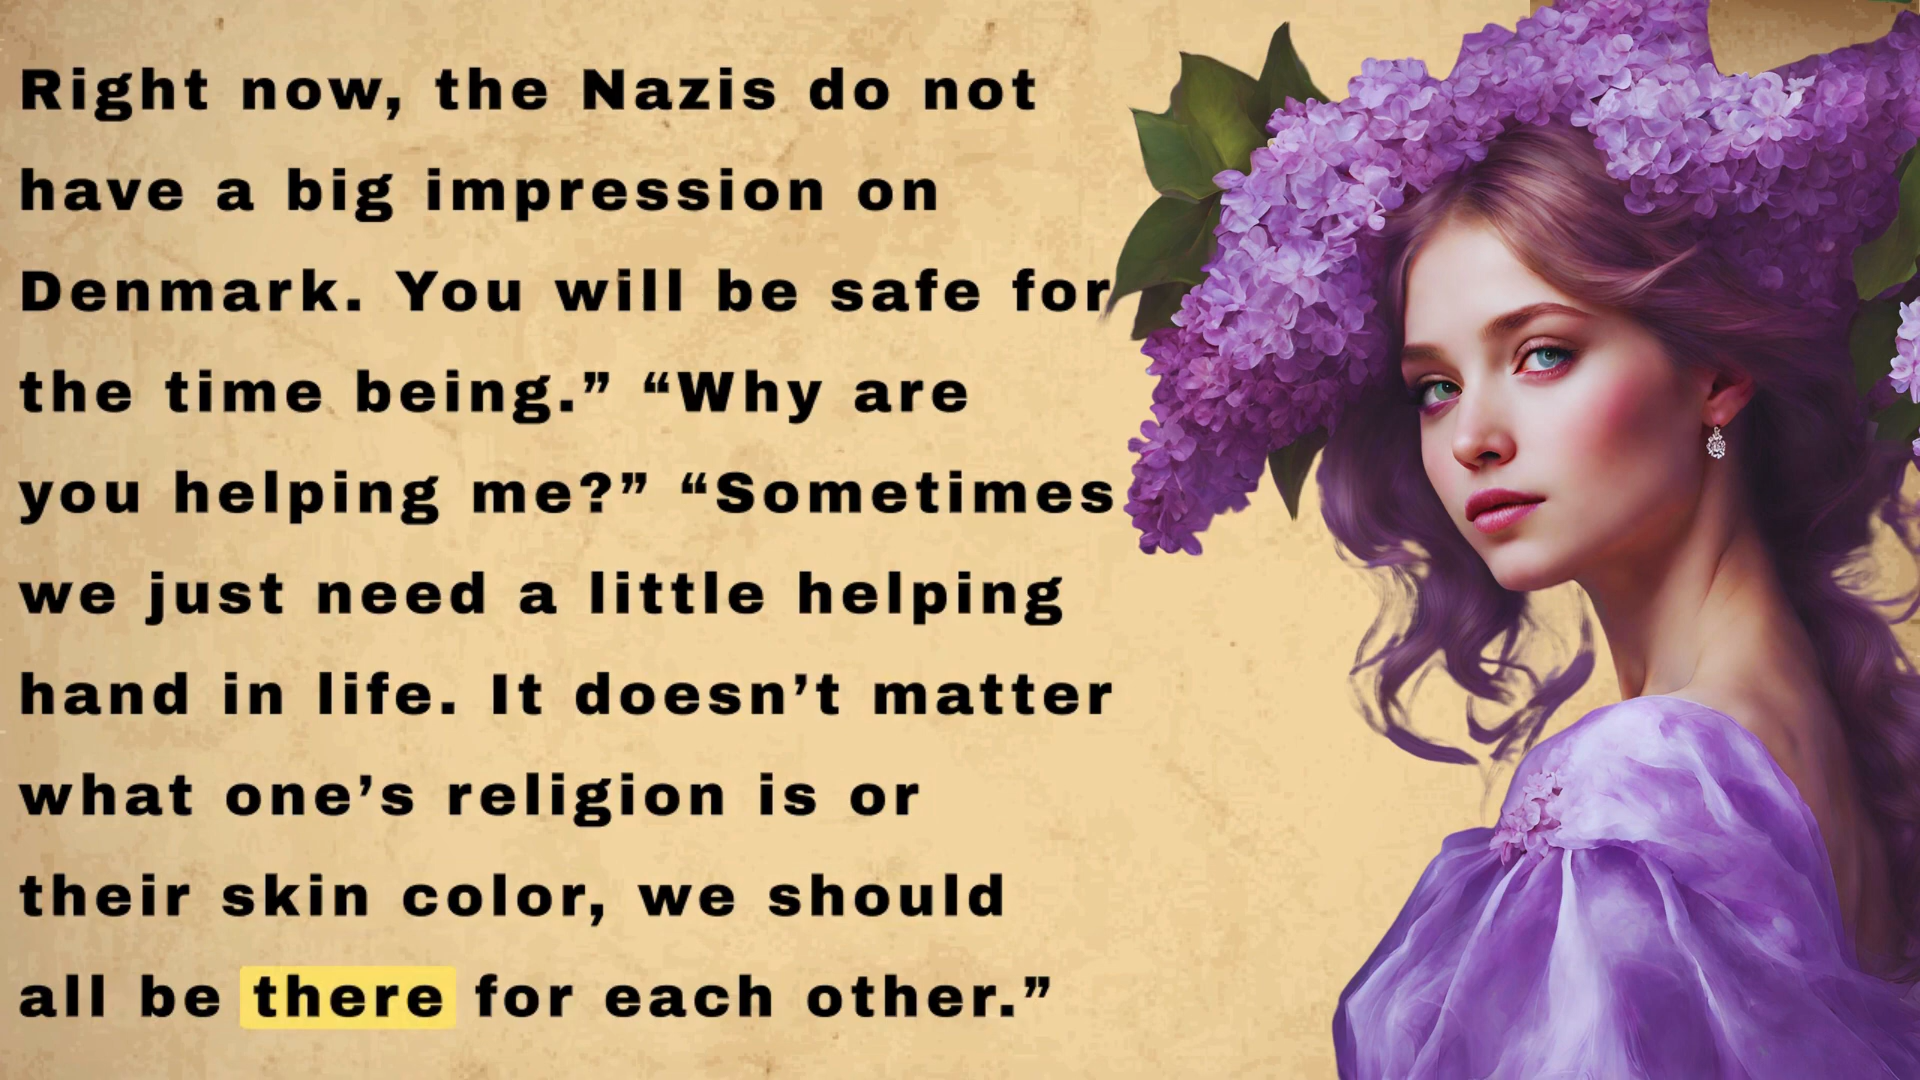 Right now, the Nazis do not
have a big impression on
Denmark. You will be safe for
the time being.” “Why are
you helping me?” “Sometimes
we just need a little helping
hand in life. It doesn’t matter
what one’s religion is or
their skin color, we should
all be there for each other.”